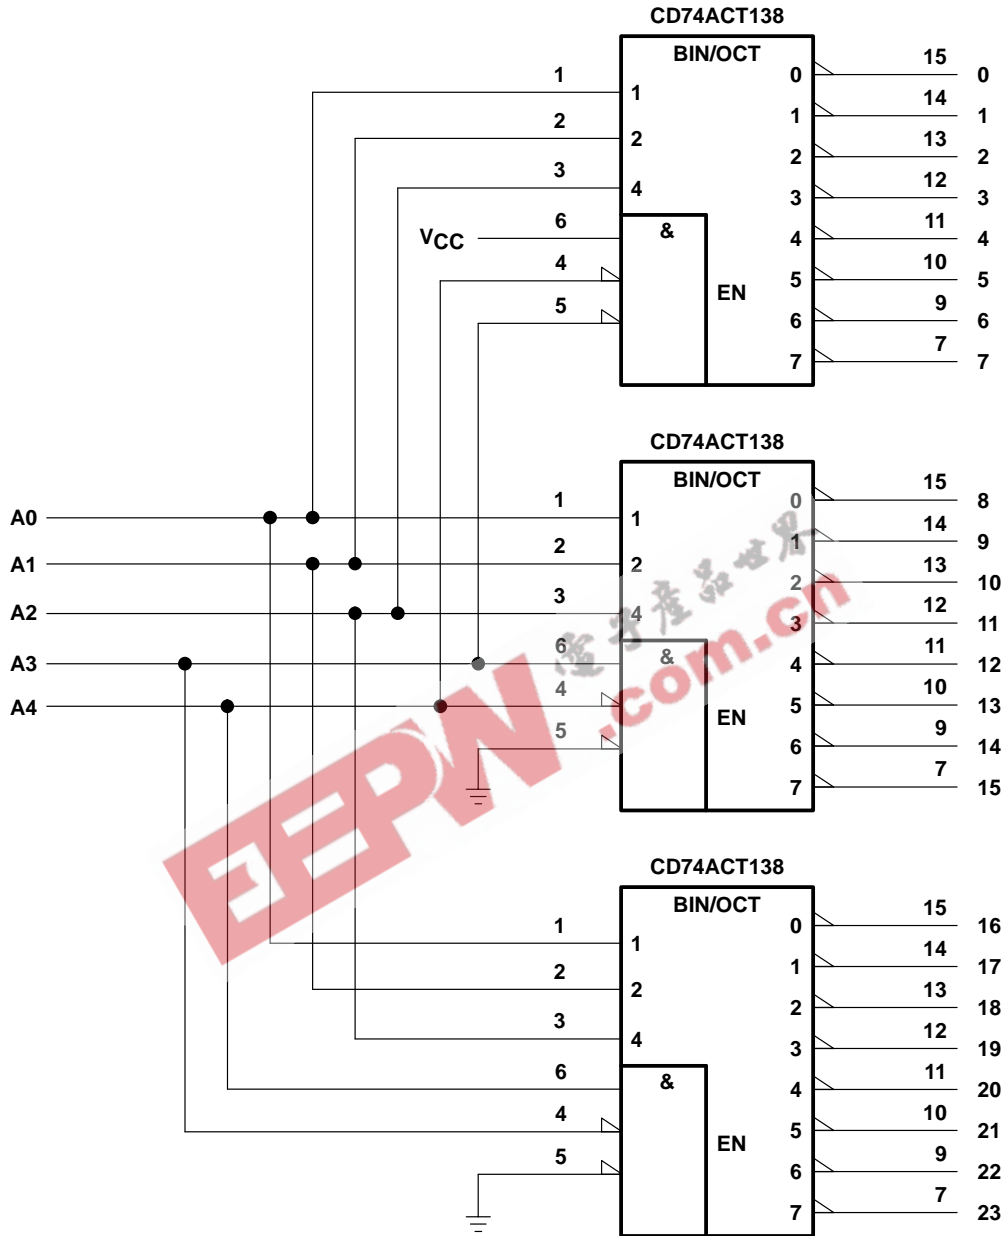 CD74ACT138
BIN/OCT
1 1
2 2
3 4
VCC 6 &
4
5
EN
0 15 0
1 14 1
2 13 2
3 12 3
4 11 4
5 10 5
6 9 6
7 7 7
CD74ACT138
BIN/OCT
A0 1 1
A1 2 2
A2 3 4
A3 6 &
A4 4
5
EN
0 15 8
1 14 9
2 13 10
3 12 11
4 11 12
5 10 13
6 9 14
7 7 15
EEPW .com.cn
電子產品世界
CD74ACT138
BIN/OCT
1 1
2 2
3 4
6 &
4
5
EN
0 15 16
1 14 17
2 13 18
3 12 19
4 11 20
5 10 21
6 9 22
7 7 23